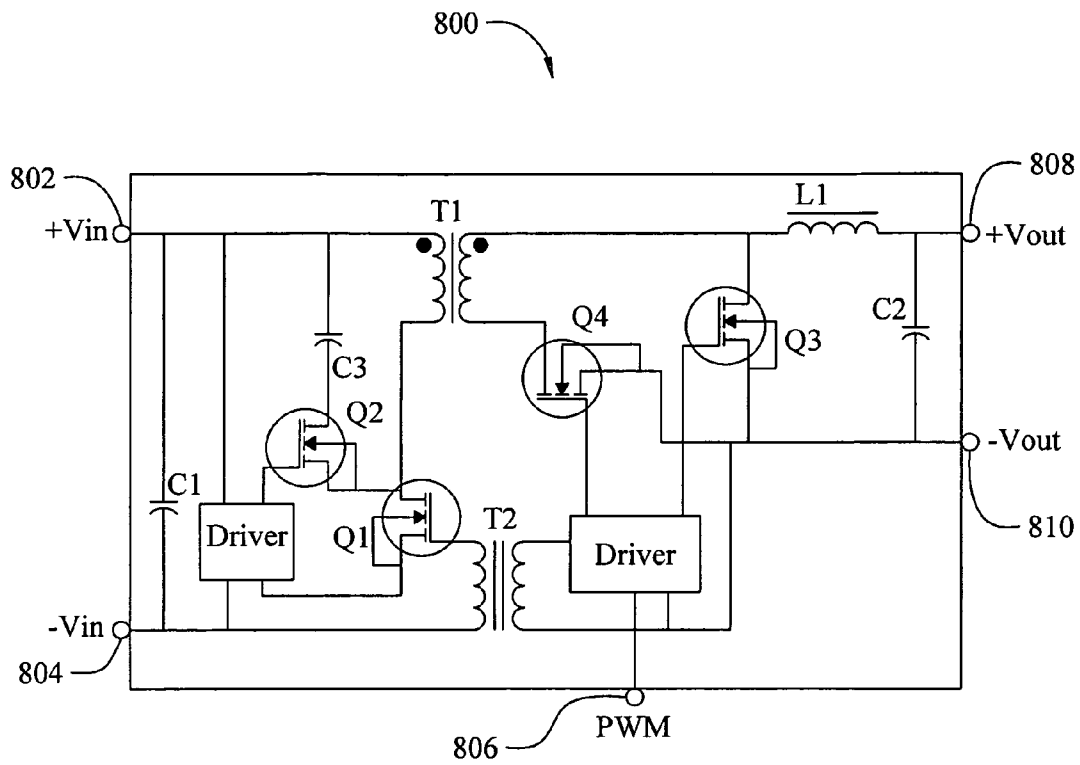 800
802
808
T1
L1
+Vin
+Vout
Q4
C2
Q3
C3
Q2
-Vout
C1
T2
810
Driver
Q1
Driver
-Vin
804
806
PWM